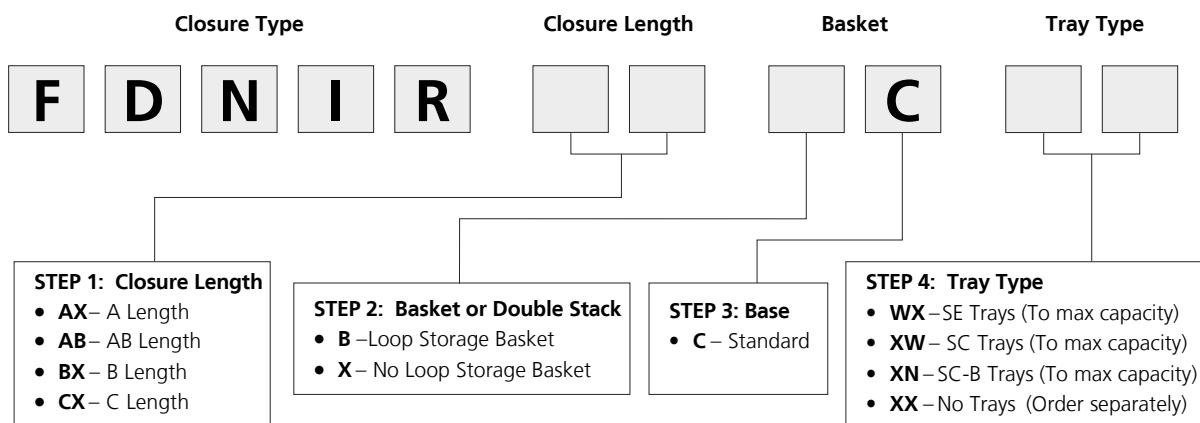 Closure Type Closure Length Basket Tray Type
F D N I R C
STEP 1: Closure Length
• AX – A Length
• AB – AB Length
• BX – B Length
• CX – C Length
STEP 2: Basket or Double Stack
• B –Loop Storage Basket
• X – No Loop Storage Basket
STEP 3: Base
• C – Standard
STEP 4: Tray Type
• WX –SE Trays (To max capacity)
• XW – SC Trays (To max capacity)
• XN –SC-B Trays (To max capacity)
• XX –No Trays (Order separately)